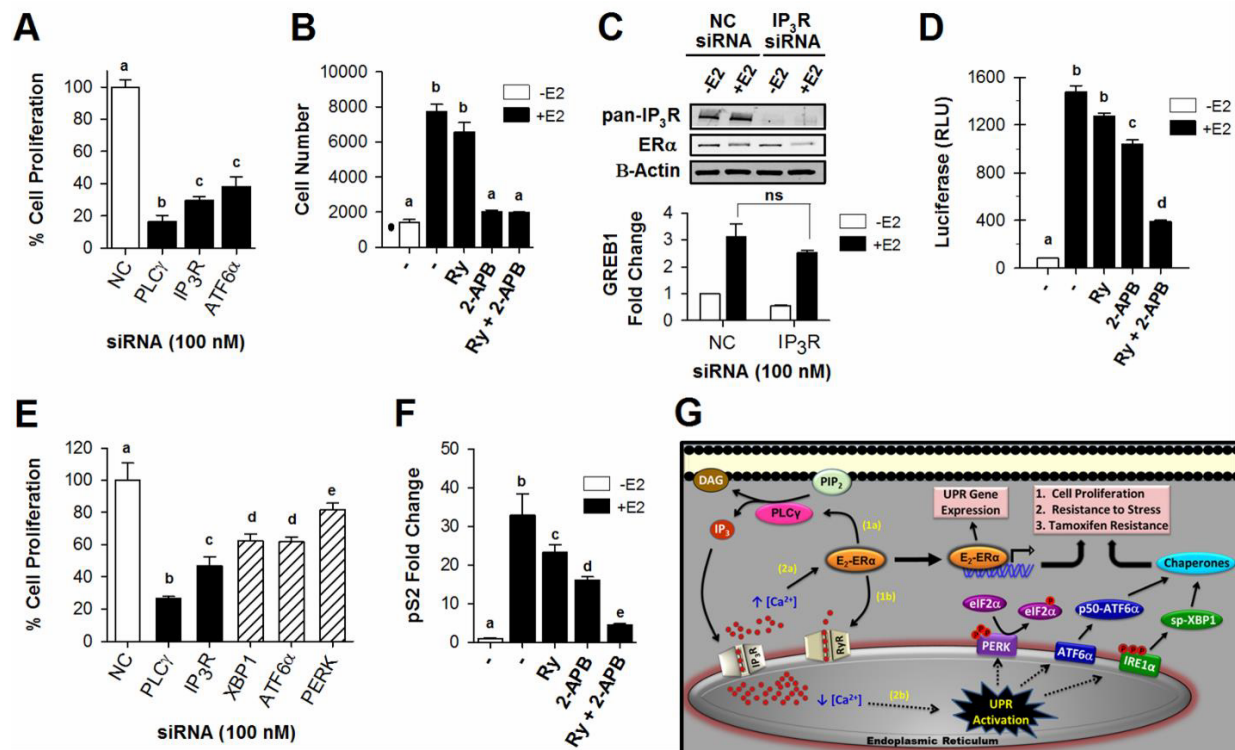 A
% Cell Proliferation
120
100
80
60
40
20
0
a
b
c
c
NC
PLCγ
IP₃R
ATF6α
siRNA (100 nM)
B
Cell Number
10000
8000
6000
4000
2000
0
a
b
b
a
a
-E2
+E2
-
-
Ry
2-APB
Ry + 2-APB
C
NC siRNA
IP₃R siRNA
-E2
+E2
-E2
+E2
pan-IP₃R
ERα
B-Actin
ns
-E2
+E2
GREB1
Fold Change
4
3
2
1
0
NC
IP₃R
siRNA (100 nM)
D
Luciferase (RLU)
1600
1200
800
400
0
a
b
b
c
d
-E2
+E2
-
-
Ry
2-APB
Ry + 2-APB
E
% Cell Proliferation
120
100
80
60
40
20
0
a
b
c
d
d
e
NC
PLCγ
IP₃R
XBP1
ATF6α
PERK
siRNA (100 nM)
F
pS2 Fold Change
50
40
30
20
10
0
a
b
c
d
e
-E2
+E2
-
-
Ry
2-APB
Ry + 2-APB
G
DAG
PIP₂
PLCγ
IP₃
(1a)
(2a)
E₂-ERα
(1b)
↑ [Ca²⁺]
IP₃R
RyR
↓ [Ca²⁺]
(2b)
UPR Gene
Expression
E₂-ERα
1. Cell Proliferation
2. Resistance to Stress
3. Tamoxifen Resistance
Chaperones
eIF2α
P
eIF2α
p50-ATF6α
sp-XBP1
P P
PERK
ATF6α
P P P
IRE1α
UPR
Activation
Endoplasmic Reticulum